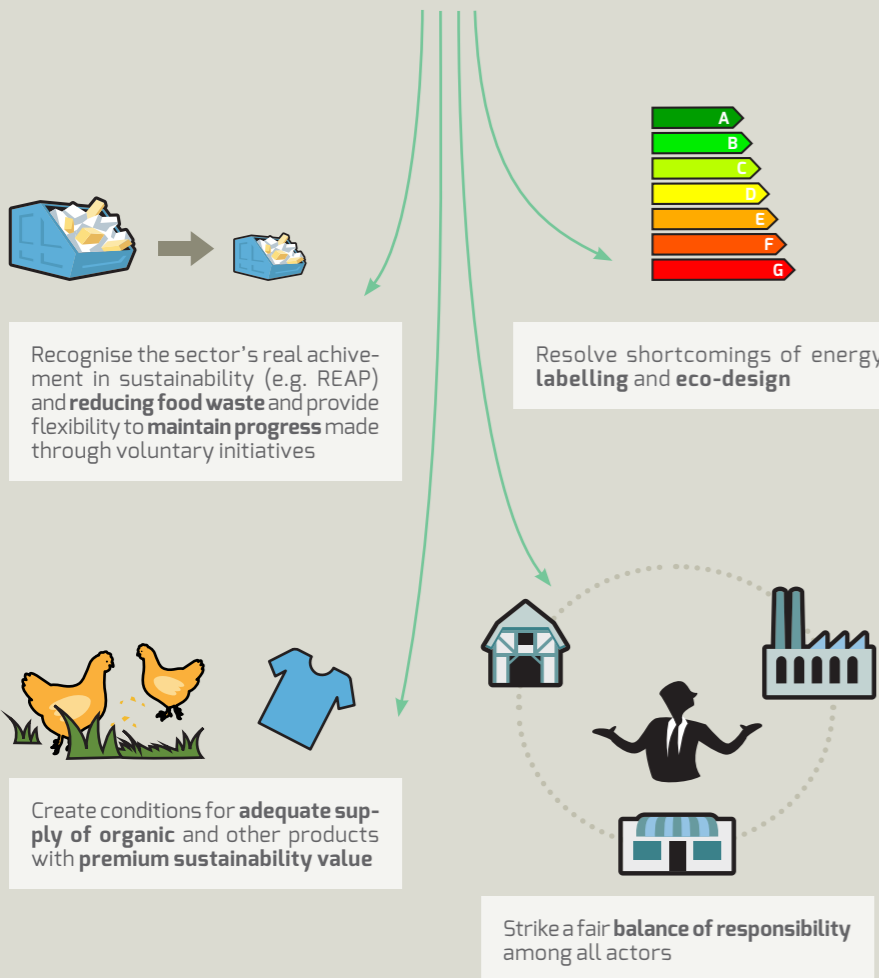 A
B
C
D
E
F
G
Recognise the sector's real achive-
ment in sustainability (e.g. REAP)
and reducing food waste and provide
flexibility to maintain progress made
through voluntary initiatives
Resolve shortcomings of energy
labelling and eco-design
Create conditions for adequate sup-
ply of organic and other products
with premium sustainability value
Strike a fair balance of responsibility
among all actors